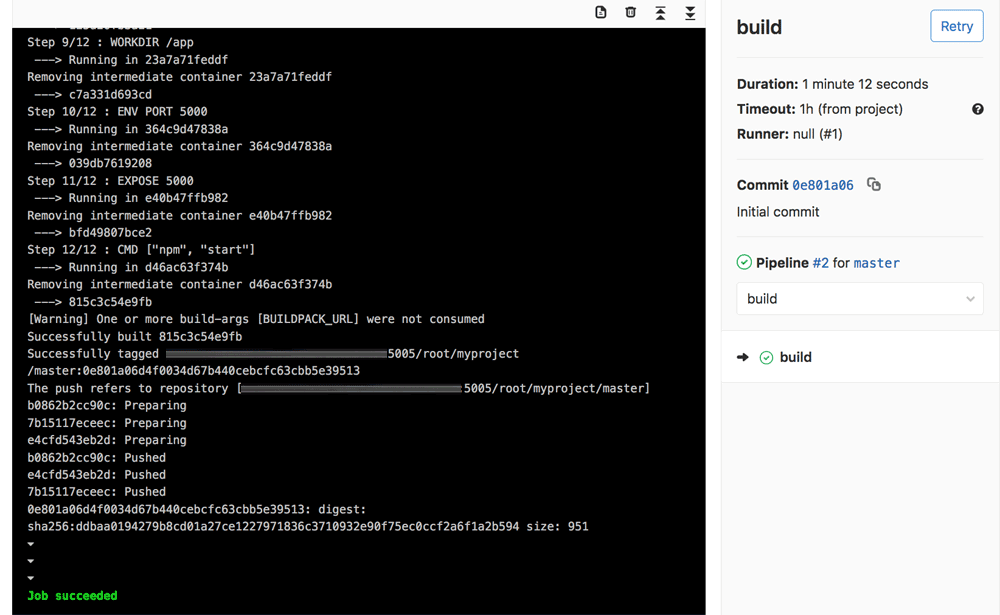 Step 9/12 : WORKDIR /app
---> Running in 23a7a71feddf
Removing intermediate container 23a7a71feddf
---> c7a331d693cd
Step 10/12 : ENV PORT 5000
---> Running in 364c9d47838a
Removing intermediate container 364c9d47838a
---> 039db7619208
Step 11/12 : EXPOSE 5000
---> Running in e40b47ffb982
Removing intermediate container e40b47ffb982
---> bfd49807bce2
Step 12/12 : CMD ["npm", "start"]
---> Running in d46ac63f374b
Removing intermediate container d46ac63f374b
---> 815c3c54e9fb
[Warning] One or more build-args [BUILDPACK_URL] were not consumed
Successfully built 815c3c54e9fb
Successfully tagged 5005/root/myproject
/master:0e801a06d4f0034d67b440cebcfc63cbb5e39513
The push refers to repository [5005/root/myproject/master]
b0862b2cc90c: Preparing
7b15117eceec: Preparing
e4cfd543eb2d: Preparing
b0862b2cc90c: Pushed
e4cfd543eb2d: Pushed
7b15117eceec: Pushed
0e801a06d4f0034d67b440cebcfc63cbb5e39513: digest:
sha256:ddbaa0194279b8cd01a27ce1227971836c3710932e90f75ec0ccf2a6f1a2b594 size: 951
Job succeeded
build
Retry
Duration: 1 minute 12 seconds
Timeout: 1h (from project)
Runner: null (#1)
Commit 0e801a06
Initial commit
Pipeline #2 for master
build
build